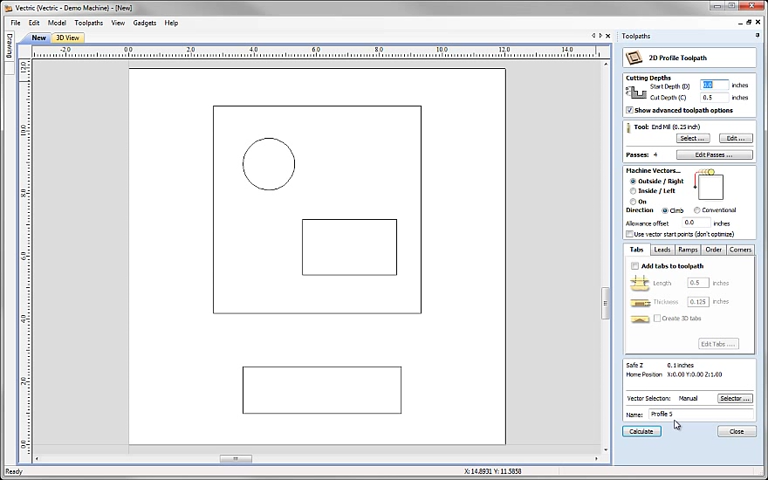 Vectric (Vectric - Demo Machine) - [New]
File Edit Model Toolpaths View Gadgets Help
Drawing
New 3D View
Toolpaths
-2.0 0.0 2.0 4.0 6.0 8.0 10.0 12.0 14.0
12.0
10.0
8.0
6.0
4.0
2.0
0.0
2D Profile Toolpath
Cutting Depths
Start Depth (D) 0.0 inches
Cut Depth (C) 0.5 inches
Show advanced toolpath options
Tool: End Mill (0.25 inch)
Select ... Edit ...
Passes: 4 Edit Passes ...
Machine Vectors...
Outside / Right
Inside / Left
On
Direction Climb Conventional
Allowance offset 0.0 inches
Use vector start points (don't optimize)
Tabs Leads Ramps Order Corners
Add tabs to toolpath
Length 0.5 inches
Thickness 0.125 inches
Create 3D tabs
Edit Tabs ....
Safe Z 0.1 inches
Home Position X:0.00 Y:0.00 Z:1.00
Vector Selection: Manual Selector ...
Name: Profile 5
Calculate Close
Ready X:14.8931 Y:11.5858